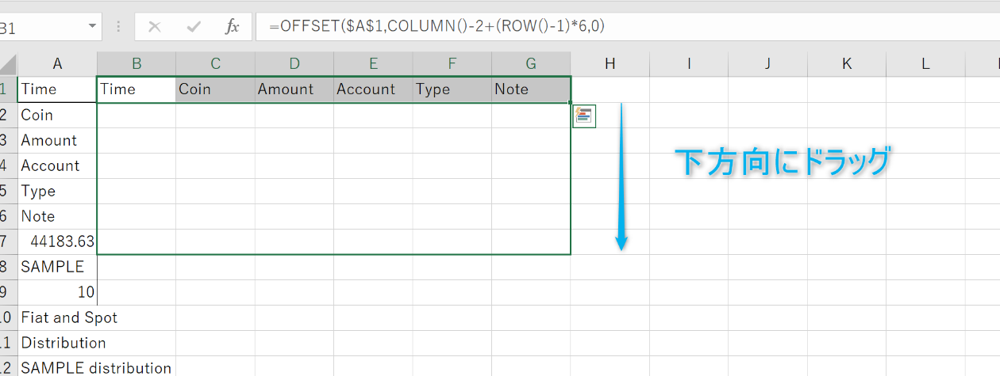 B1 fx =OFFSET($A$1,COLUMN()-2+(ROW()-1)*6,0)
A B C D E F G H I J K L
1 Time Time Coin Amount Account Type Note
2 Coin
3 Amount
4 Account
5 Type
6 Note
7 44183.63
8 SAMPLE
9 10
10 Fiat and Spot
11 Distribution
12 SAMPLE distribution
下方向にドラッグ